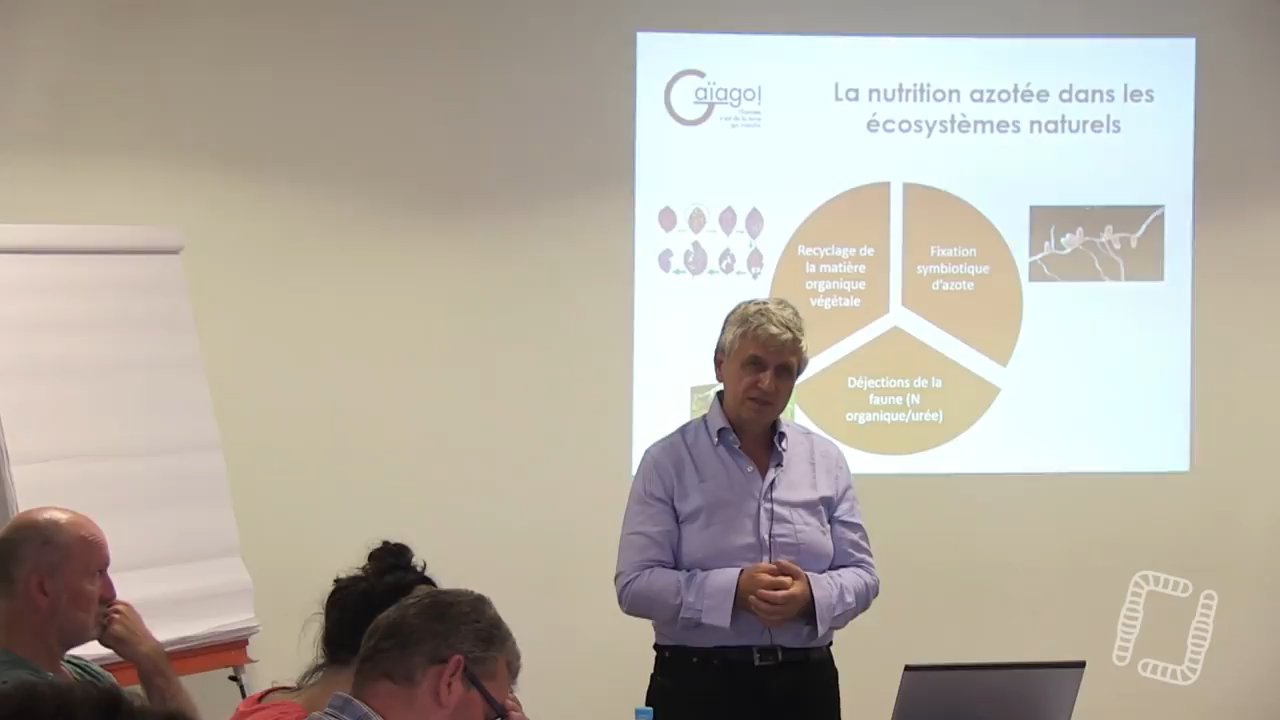 Gaïago!
La nutrition azotée dans les
écosystèmes naturels
Recyclage de
la matière
organique
végétale
Fixation
symbiotique
d'azote
Déjections de la
faune (N
organique/urée)